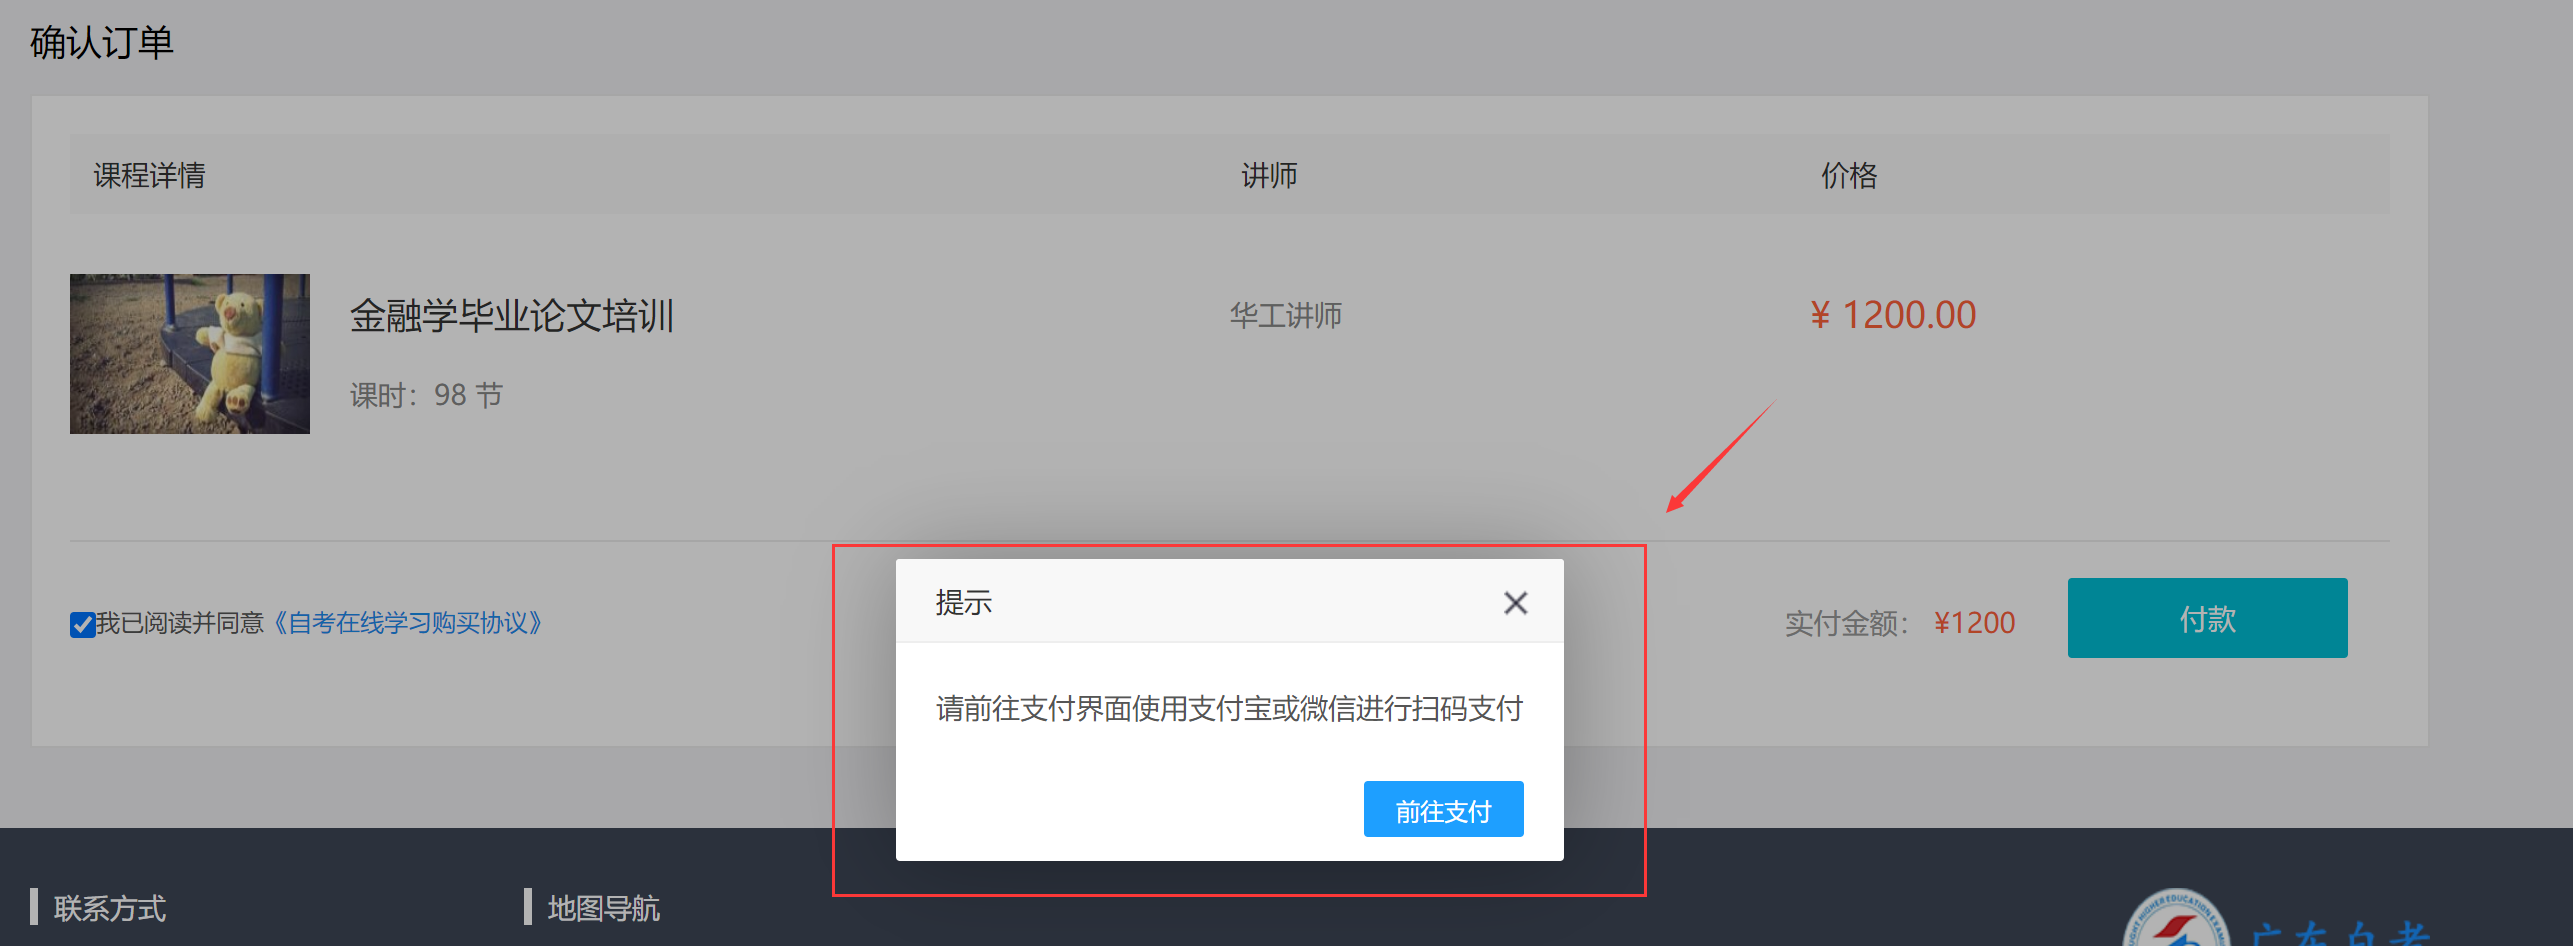 确认订单
课程详情 讲师 价格
金融学毕业论文培训 华工讲师 ¥ 1200.00
课时：98 节
提示
我已阅读并同意《自考在线学习购买协议》 实付金额： ¥1200 付款
请前往支付界面使用支付宝或微信进行扫码支付
前往支付
联系方式 地图导航